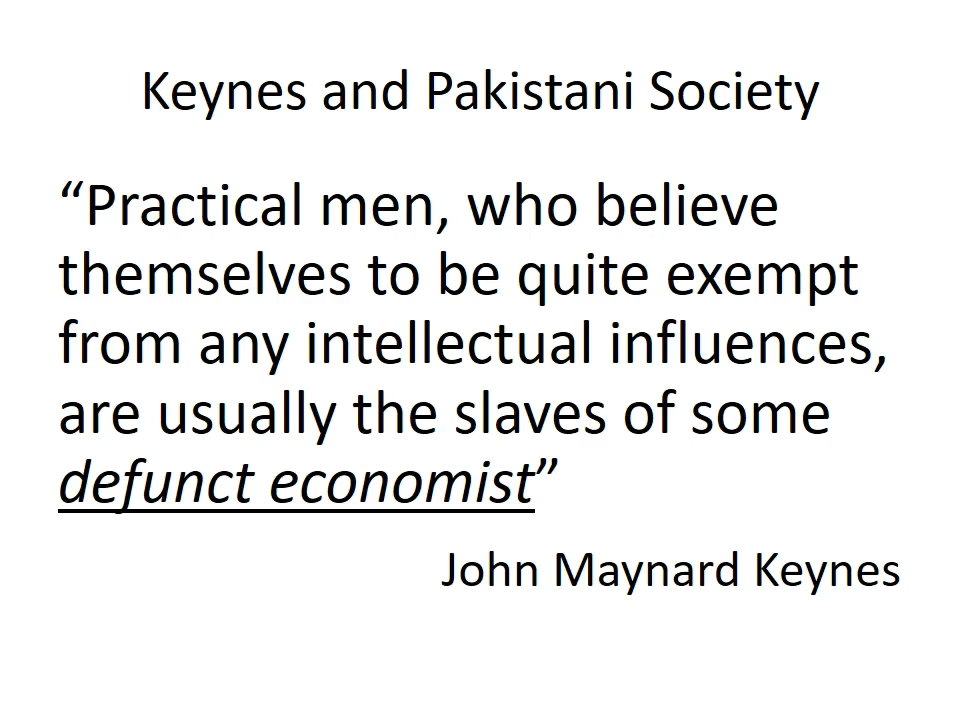 Keynes and Pakistani Society
“Practical men, who believe
themselves to be quite exempt
from any intellectual influences,
are usually the slaves of some
defunct economist”
John Maynard Keynes